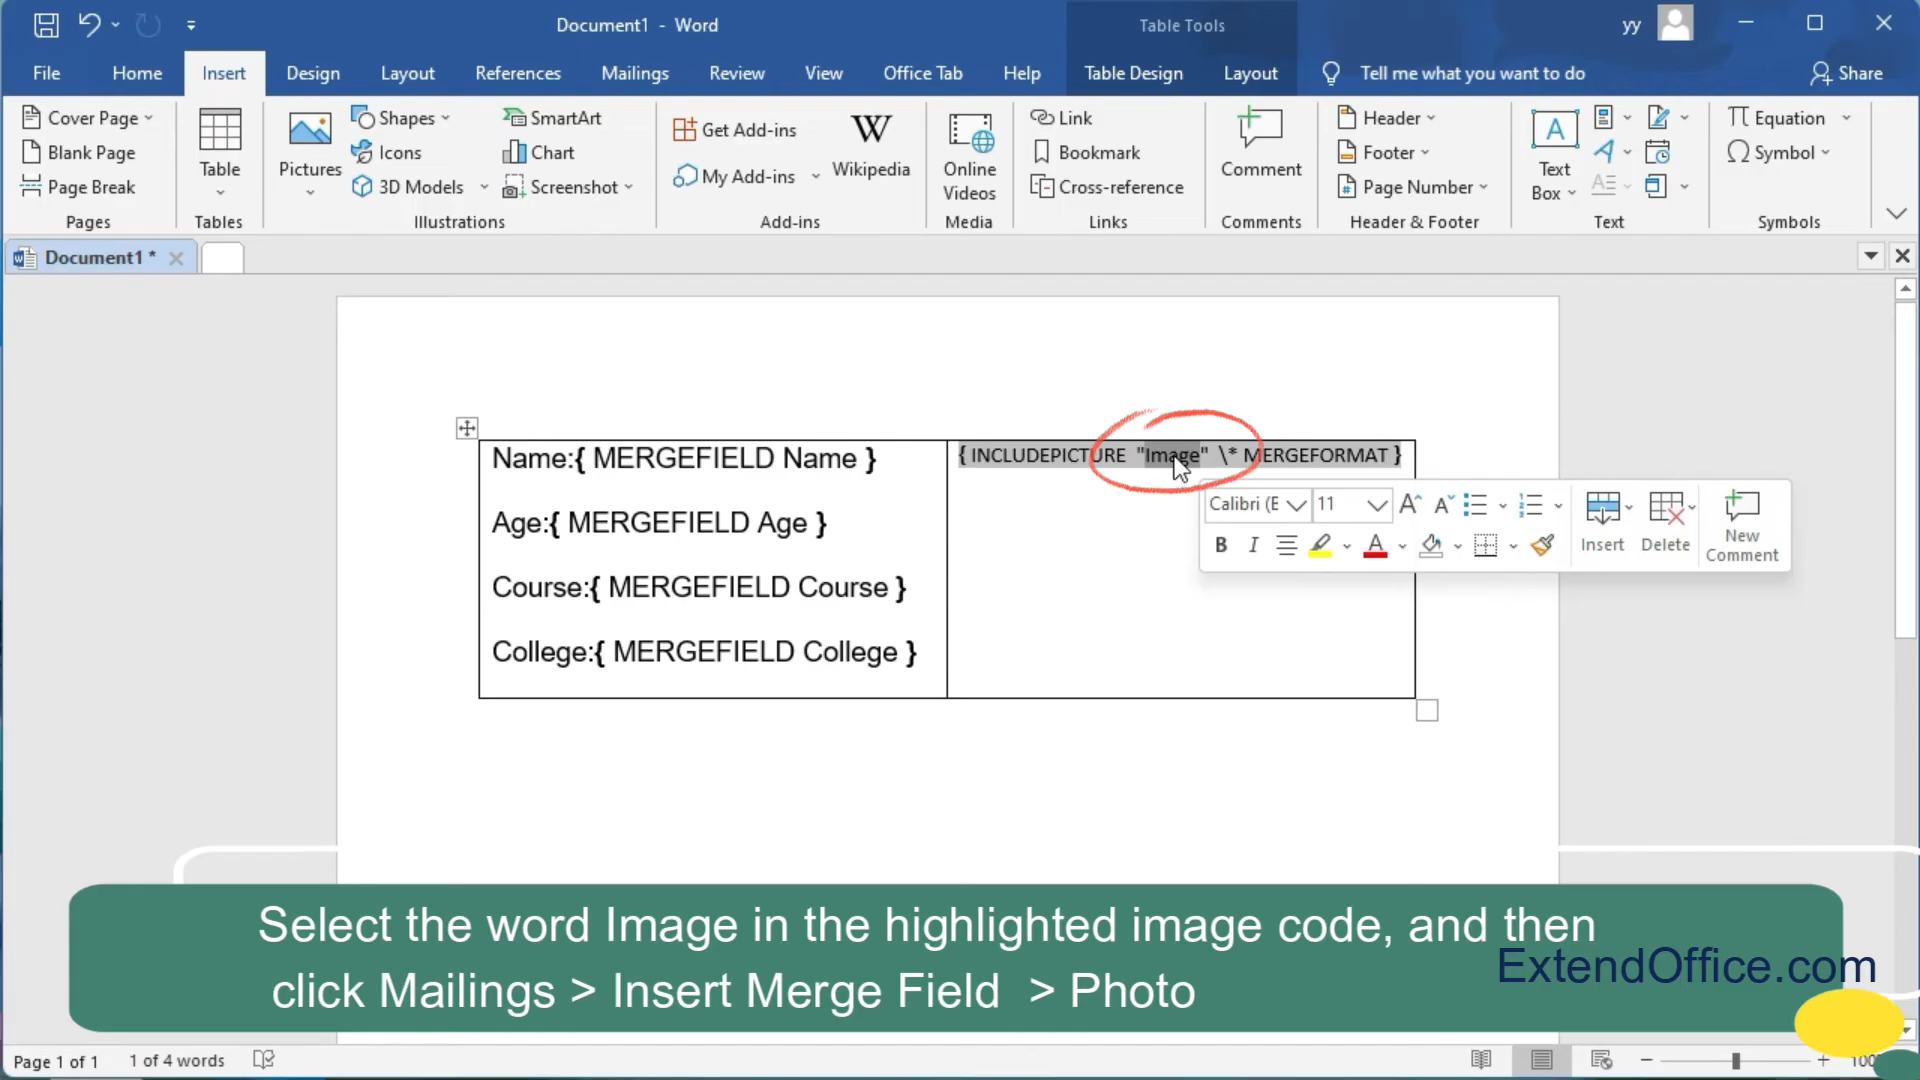 Document1 - Word
Table Tools
yy
File Home Insert Design Layout References Mailings Review View Office Tab Help Table Design Layout Tell me what you want to do Share
Cover Page
Blank Page
Page Break
Pages
Table
Tables
Pictures
Shapes
Icons
3D Models
SmartArt
Chart
Screenshot
Illustrations
Get Add-ins
My Add-ins
Wikipedia
Add-ins
Online
Videos
Media
Link
Bookmark
Cross-reference
Links
Comment
Comments
Header
Footer
Page Number
Header & Footer
Text
Box
Text
Equation
Symbol
Symbols
Document1 *
Name:{ MERGEFIELD Name }
Age:{ MERGEFIELD Age }
Course:{ MERGEFIELD Course }
College:{ MERGEFIELD College }
{ INCLUDEPICTURE "Image" \* MERGEFORMAT }
Calibri (E 11
B I A
Insert
Delete
New
Comment
Select the word Image in the highlighted image code, and then
click Mailings > Insert Merge Field > Photo
ExtendOffice.com
Page 1 of 1 1 of 4 words
100